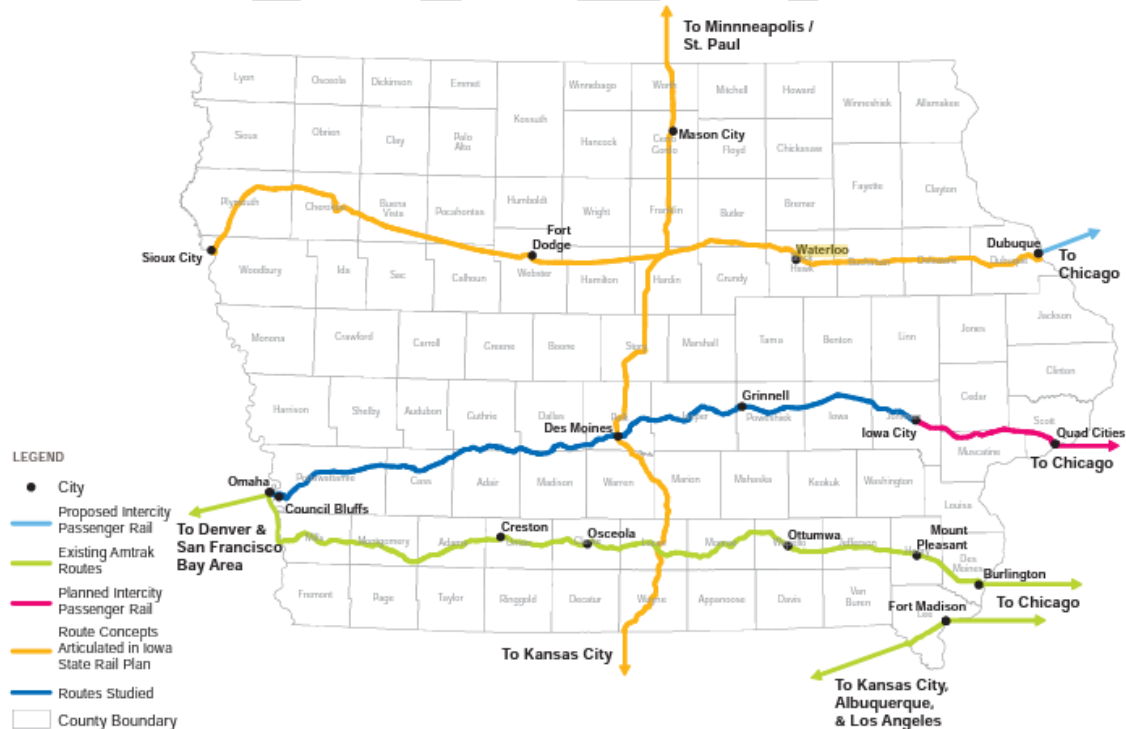 To Minnneapolis /
St. Paul
Lyon
Osceola
Dickinson
Emmet
Winnebago
Worth
Mitchell
Howard
Winneshiek
Allamakee
Kossuth
Mason City
Sioux
Obrien
Clay
Palo
Alto
Hancock
Cerro
Gordo
Floyd
Chickasaw
Fayette
Clayton
Plymouth
Cherokee
Buena
Vista
Pocahontas
Humboldt
Wright
Franklin
Butler
Bremer
Fort
Dodge
Waterloo
Dubuque
To
Chicago
Sioux City
Woodbury
Ida
Sac
Calhoun
Webster
Hamilton
Hardin
Grundy
Hawk
Buchanan
Delaware
Dubuque
Jackson
Monona
Crawford
Carroll
Greene
Boone
Story
Marshall
Tama
Benton
Linn
Jones
Clinton
Cedar
Harrison
Shelby
Audubon
Guthrie
Dallas
Polk
Jasper
Grinnell
Poweshiek
Iowa
Johnson
Scott
Des Moines
Iowa City
Quad Cities
Muscatine
To Chicago
LEGEND
City
Proposed Intercity
Passenger Rail
Existing Amtrak
Routes
Planned Intercity
Passenger Rail
Route Concepts
Articulated in Iowa
State Rail Plan
Routes Studied
County Boundary
Omaha
Council Bluffs
Pottawattamie
Cass
Adair
Madison
Warren
Marion
Mahaska
Keokuk
Washington
Louisa
To Denver &
San Francisco
Bay Area
Mills
Montgomery
Adams
Creston
Union
Osceola
Clarke
Lucas
Monroe
Ottumwa
Wapello
Jefferson
Mount
Pleasant
Henry
Des
Moines
Burlington
To Chicago
Fremont
Page
Taylor
Ringgold
Decatur
Wayne
Appanoose
Davis
Van
Buren
Fort Madison
Lee
To Kansas City
To Kansas City,
Albuquerque,
& Los Angeles